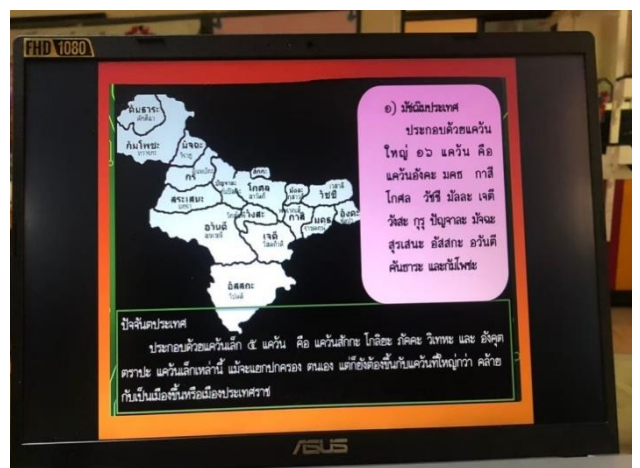 FHD 1080
๑) มัชฌิมประเทศ
ประกอบด้วยแคว้น
ใหญ่ ๑๖ แคว้น คือ
แคว้นอังคะ มคธ กาสี
โกศล วัชชี มัลละ เจตี
วังสะ กุรุ ปัญจาละ มัจฉะ
สุรเสนะ อัสสกะ อวันตี
คันธาระ และกัมโพชะ
คันธาระ
ตักสิลา
กัมโพชะ
มัจฉะ
กุรุ
สักกะ
โกศล
สาวัตถี
มัลละ
วัชชี
สุระเสนะ
วังสะ
กาสี
มคธ
อังคะ
อวันตี
เจตี
อัสสกะ
ปัจจันตประเทศ
ประกอบด้วยแคว้นเล็ก ๕ แคว้น คือ แคว้นสักกะ โกลิยะ ภัคคะ วิเทหะ และ อังคุต
ตราปะ แคว้นเล็กเหล่านี้ แม้จะแยกปกครอง ตนเอง แต่ก็ยังต้องขึ้นกับแคว้นที่ใหญ่กว่า คล้าย
กับเป็นเมืองขึ้นหรือเมืองประเทศราช
ASUS